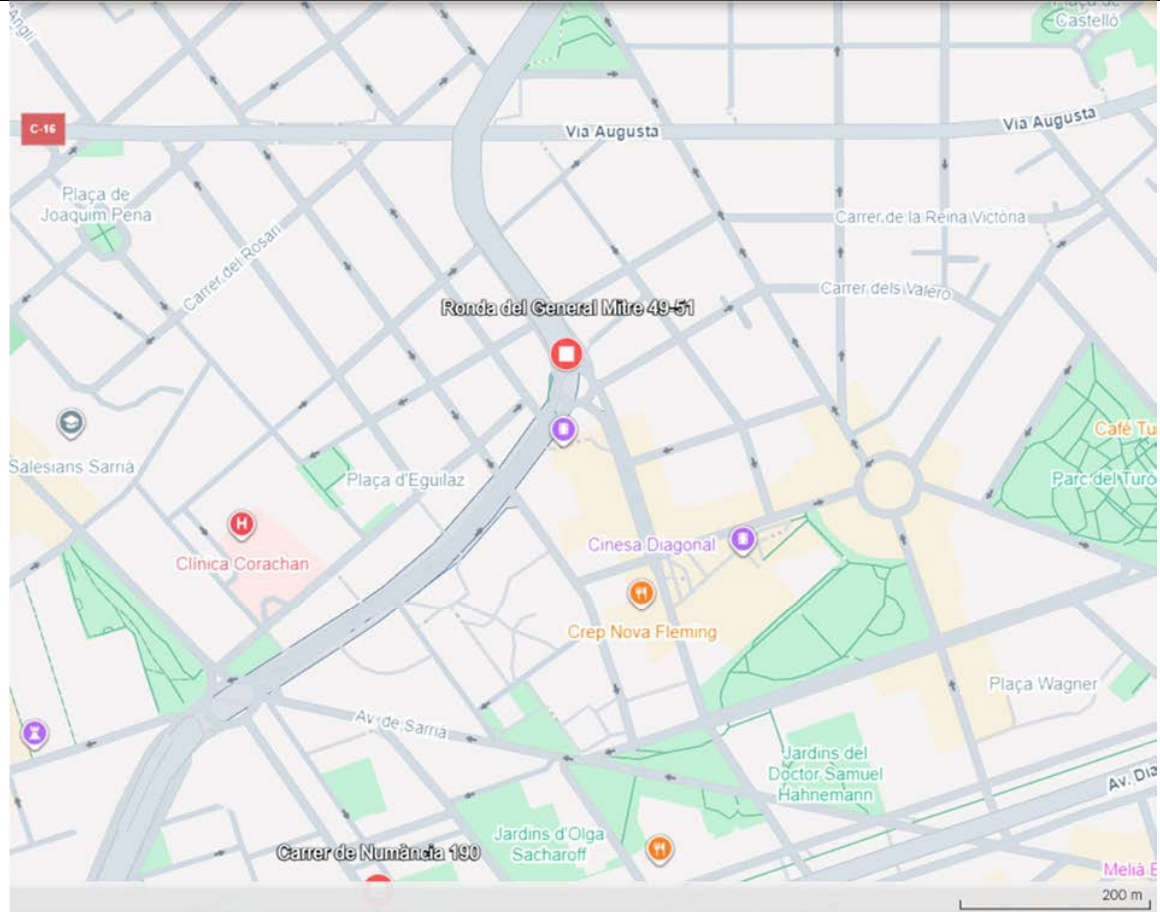 d'Anglí
Plaça de
Castelló
C-16
Via Augusta
Via Augusta
Plaça de
Joaquim Pena
Carrer de la Reina Victòria
Carrer del Rosari
Carrer dels Valero
Ronda del General Mitre 49-51
Café Tu
Salesians Sarrià
Plaça d'Eguilaz
Parc del Turó
H
Clínica Corachan
Cinesa Diagonal
Crep Nova Fleming
Plaça Wagner
Av. de Sarrià
Jardins del
Doctor Samuel
Hahnemann
Av. Dia
Jardins d'Olga
Sacharoff
Carrer de Numància 190
Melià B
200 m